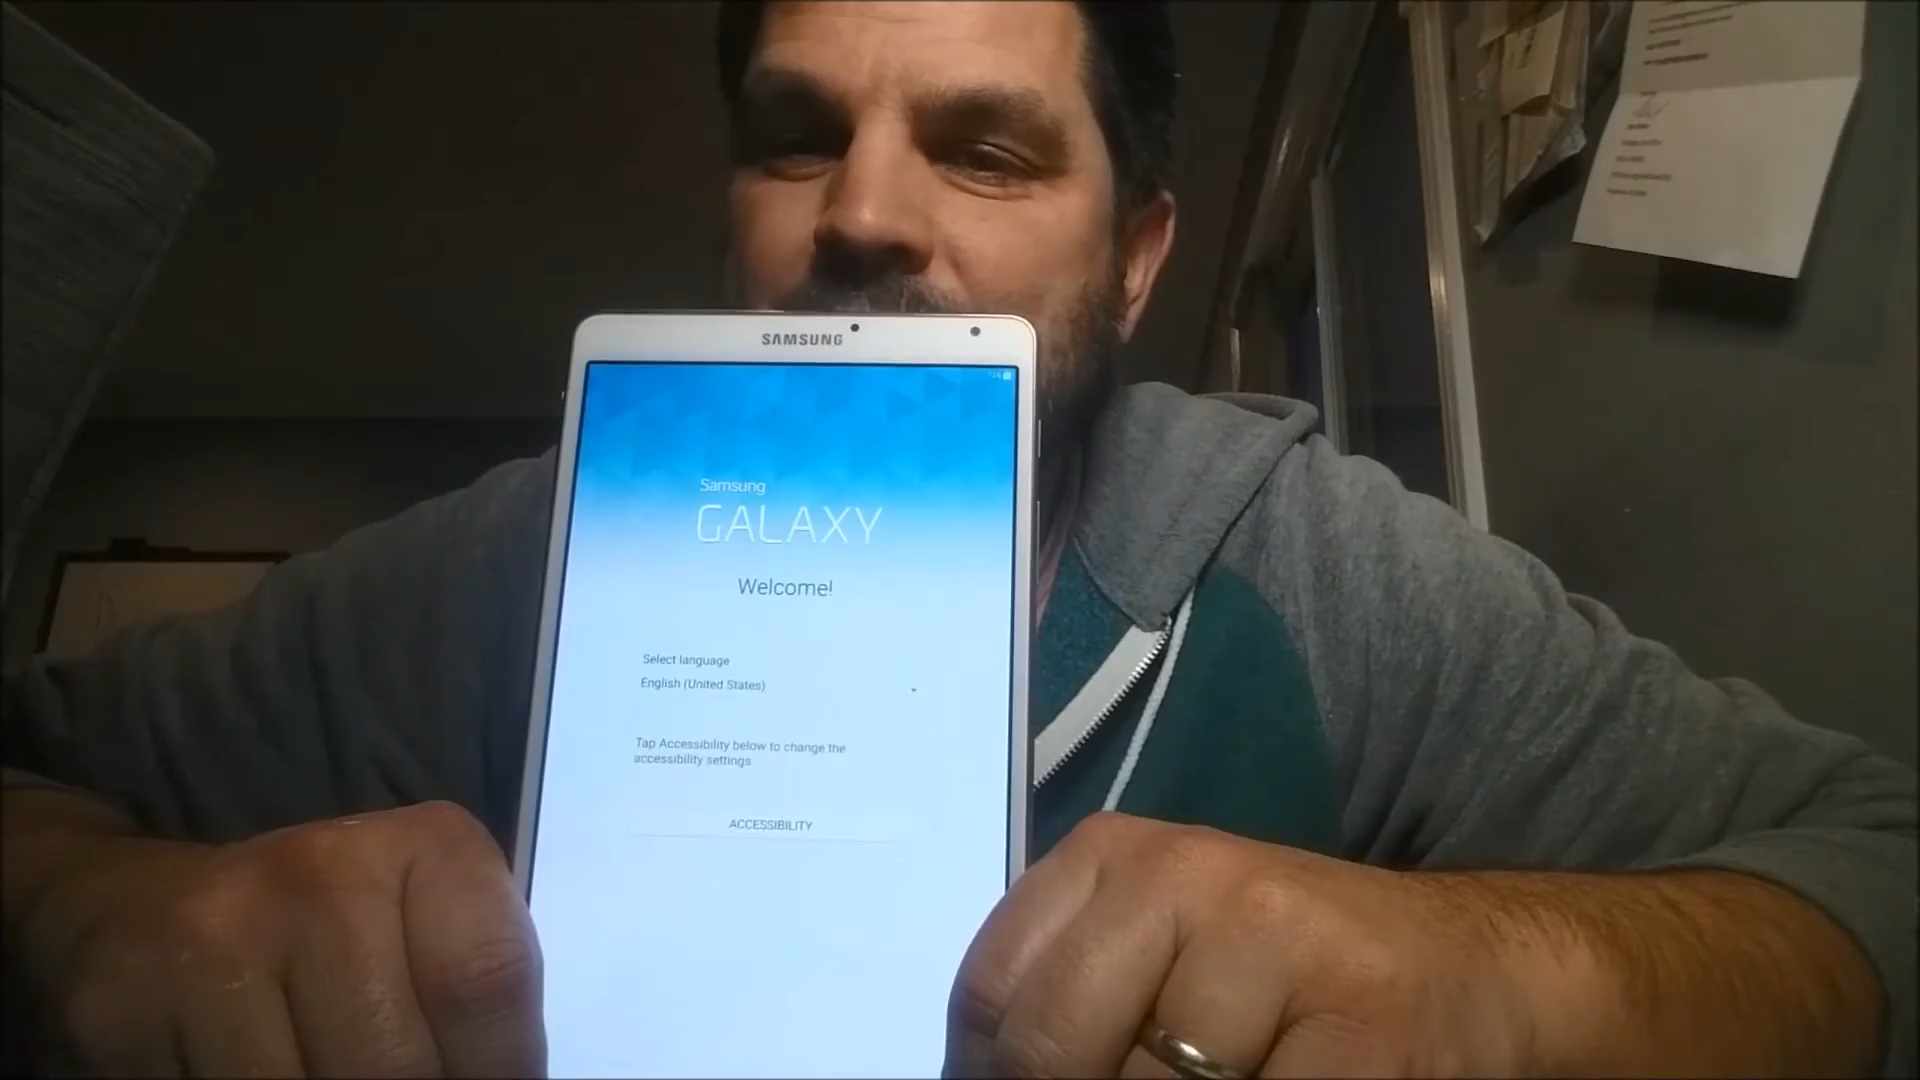 SAMSUNG
Samsung
GALAXY
Welcome!
Select language
English (United States)
Tap Accessibility below to change the
accessibility settings
ACCESSIBILITY